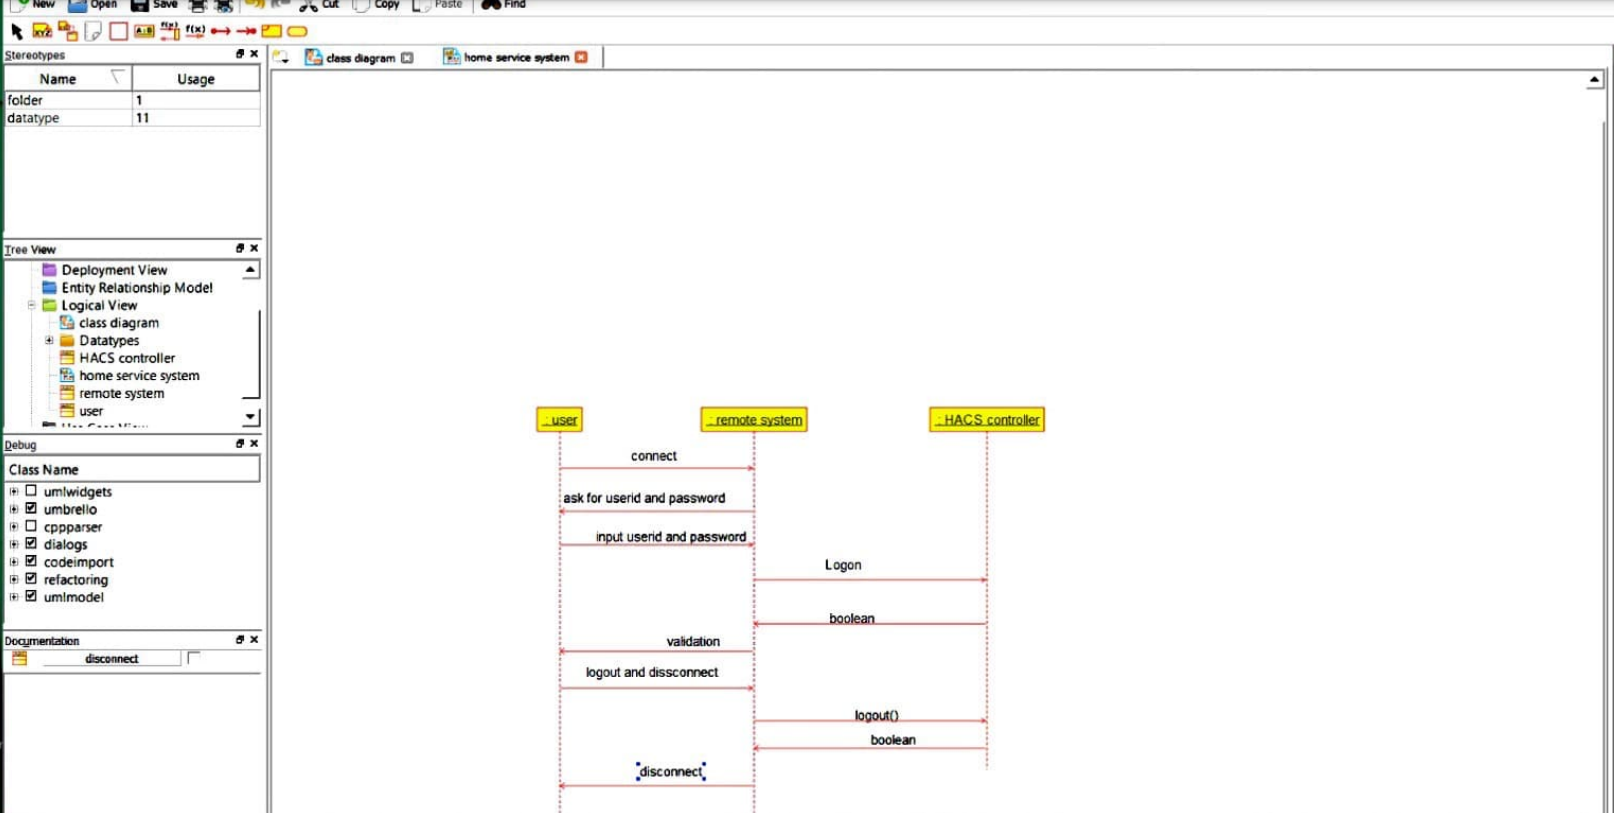 New Open Save Cut Copy Paste Find
Stereotypes
Name Usage
folder 1
datatype 11
class diagram
home service system
Tree View
Deployment View
Entity Relationship Model
Logical View
class diagram
Datatypes
HACS controller
home service system
remote system
user
Debug
Class Name
umlwidgets
umbrello
cppparser
dialogs
codeimport
refactoring
umlmodel
Documentation
disconnect
: user
: remote system
: HACS controller
connect
ask for userid and password
input userid and password
Logon
boolean
validation
logout and dissconnect
logout()
boolean
disconnect